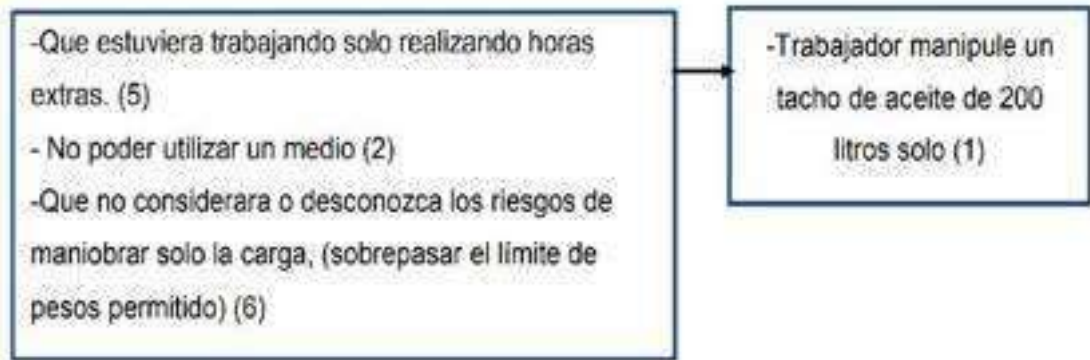 -Que estuviera trabajando solo realizando horas
extras. (5)
- No poder utilizar un medio (2)
-Que no considerara o desconozca los riesgos de
maniobrar solo la carga, (sobrepasar el límite de
pesos permitido) (6)
-Trabajador manipule un
tacho de aceite de 200
litros solo (1)